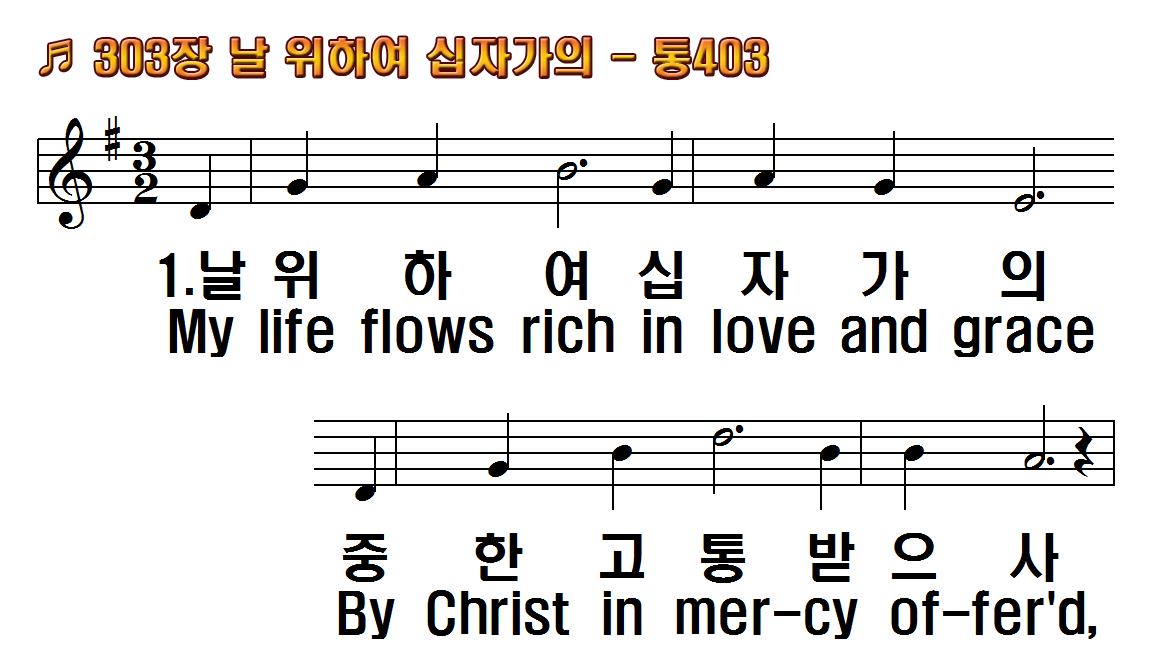 ♬ 303장 날 위하여 십자가의 - 통403
3
2
1.날 위 하 여 십 자 가 의
My life flows rich in love and grace
중 한 고 통 받 으 사
By Christ in mer-cy of-fer'd,